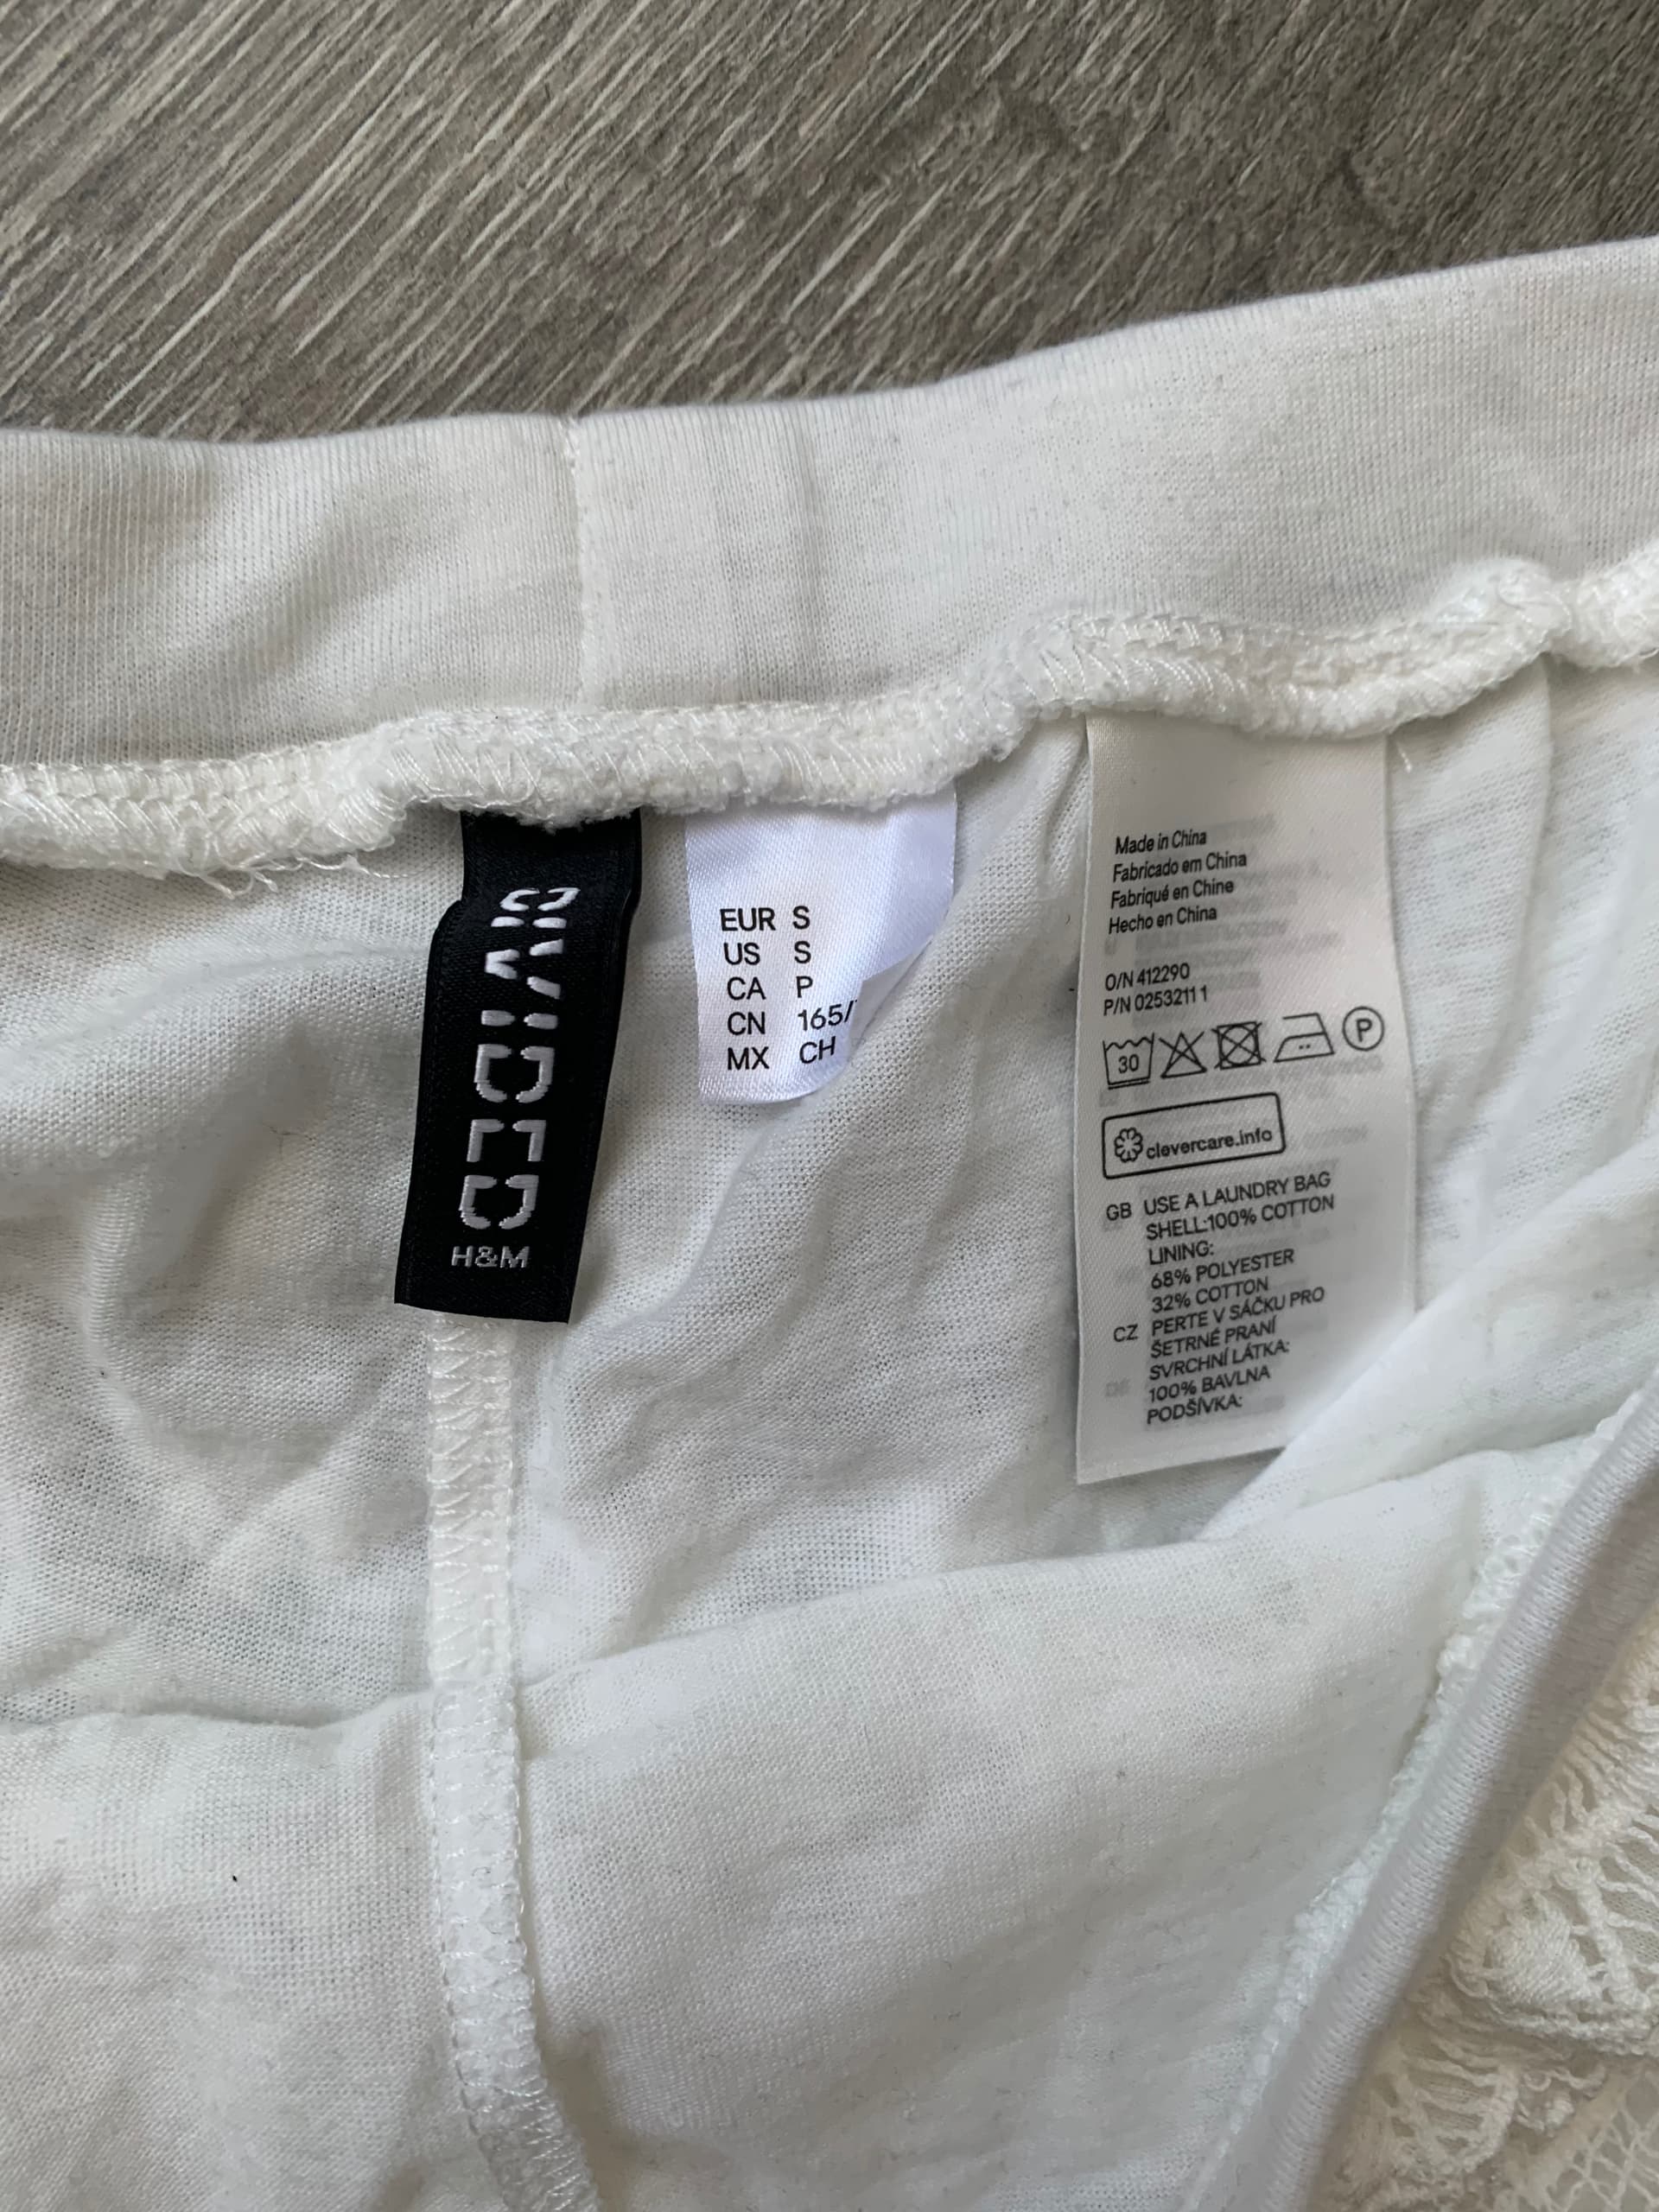 DIVIDED
H&M
EUR S
US S
CA P
CN 165/
MX CH
Made in China
Fabricado em China
Fabriqué en Chine
Hecho en China
O/N 412290
P/N 0253211 1
30 P
clevercare.info
GB USE A LAUNDRY BAG
SHELL:100% COTTON
LINING:
68% POLYESTER
32% COTTON
CZ PERTE V SÁČKU PRO
ŠETRNÉ PRANÍ
SVRCHNÍ LÁTKA:
100% BAVLNA
PODŠÍVKA: